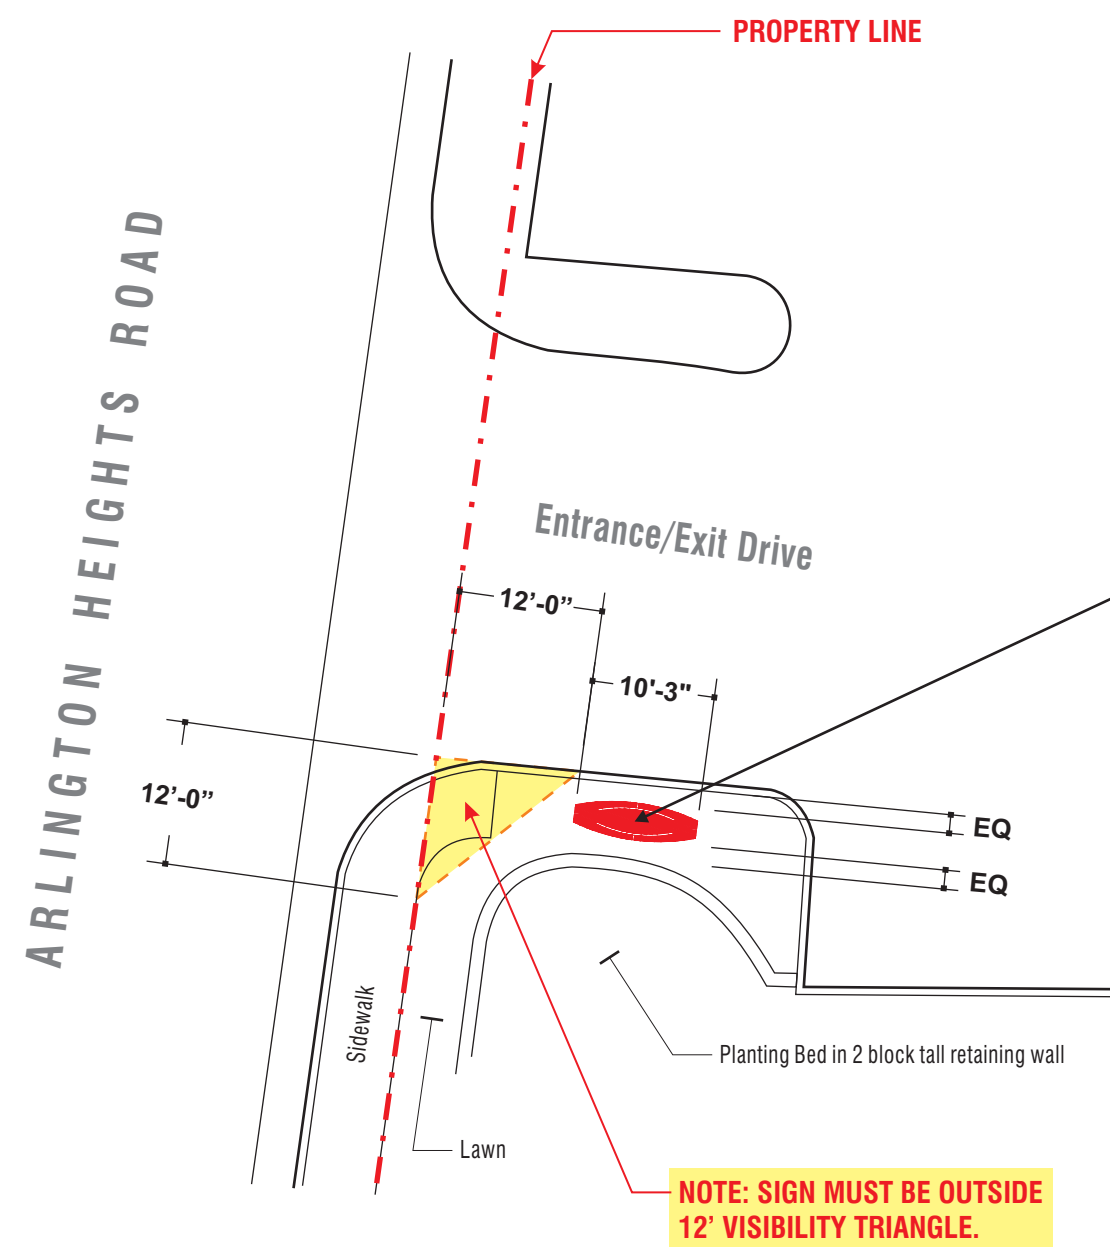 PROPERTY LINE
ARLINGTON HEIGHTS ROAD
Entrance/Exit Drive
12’-0”
10'-3"
12’-0”
EQ
EQ
Sidewalk
Planting Bed in 2 block tall retaining wall
Lawn
NOTE: SIGN MUST BE OUTSIDE
12’ VISIBILITY TRIANGLE.